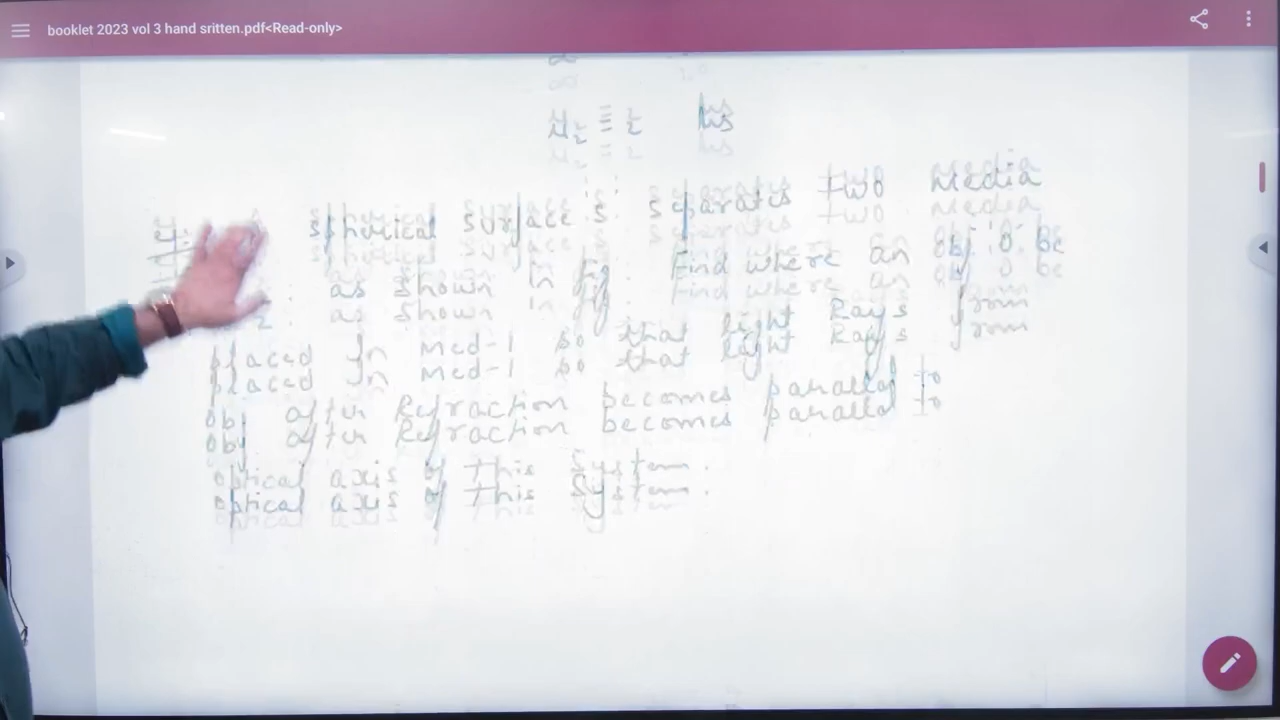 booklet 2023 vol 3 hand sritten.pdf<Read-only>
spherical surface 'S' separates two media
as shown in fig. Find where an obj 'O' be
placed In Med-1 so that light Rays from
obj after Refraction becomes parallel to
optical axis of This System.